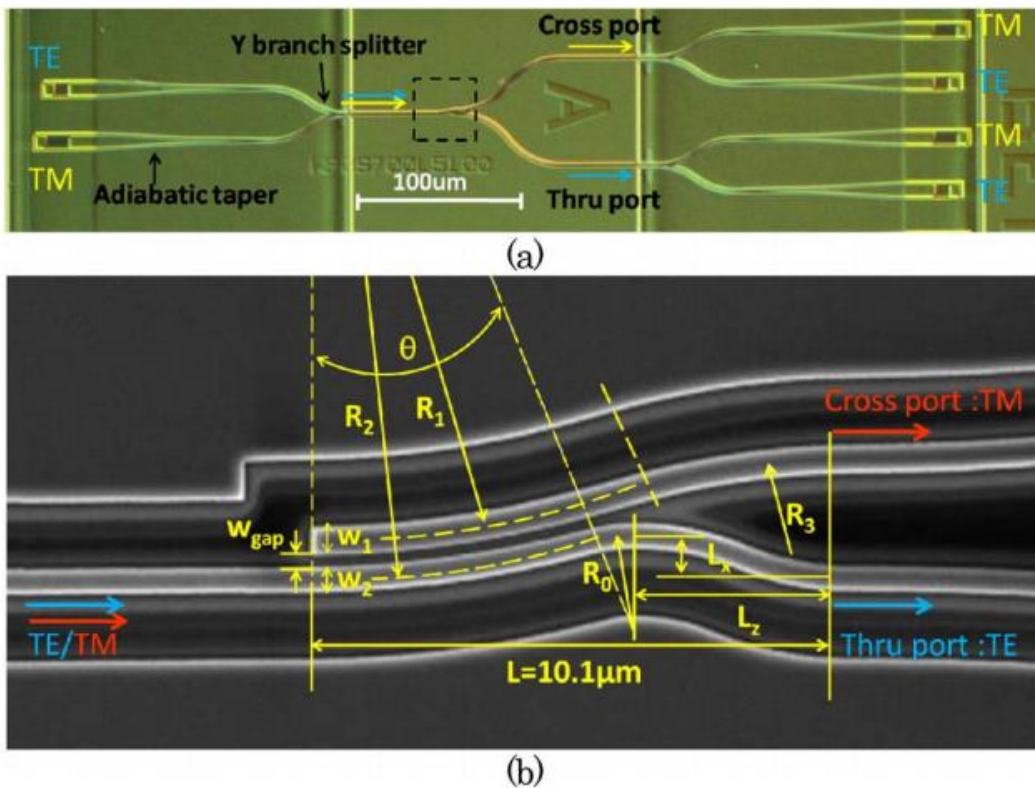 Y branch splitter
Cross port
TM
TE
TE
TM
TM
Adiabatic taper
100um
Thru port
TE
A
(a)
θ
R2
R1
Cross port :TM
wgap
w1
w2
R0
Lx
R3
Lz
TE/TM
L=10.1μm
Thru port :TE
(b)